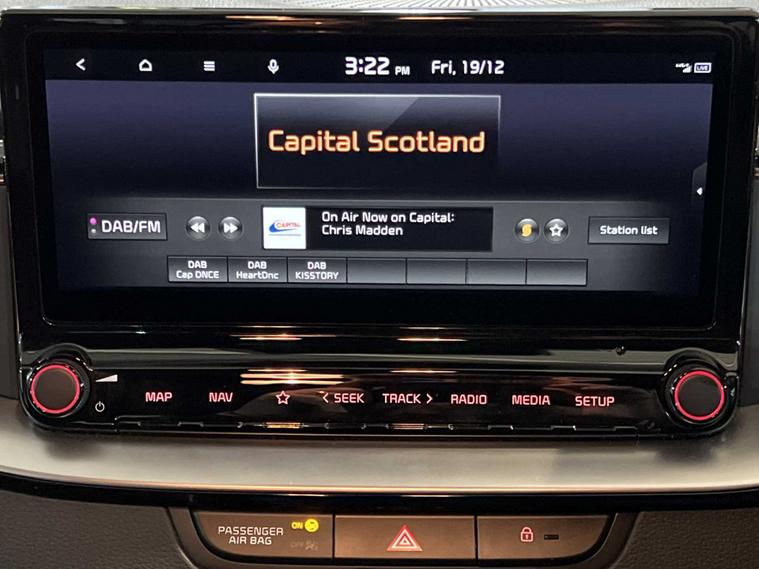 3:22 PM Fri, 19/12
LIVE
Capital Scotland
DAB/FM
CAPITAL
On Air Now on Capital:
Chris Madden
Station list
DAB
Cap DNCE
DAB
HeartDnc
DAB
KISSTORY
MAP NAV SEEK TRACK RADIO MEDIA SETUP
PASSENGER
AIR BAG
ON
OFF